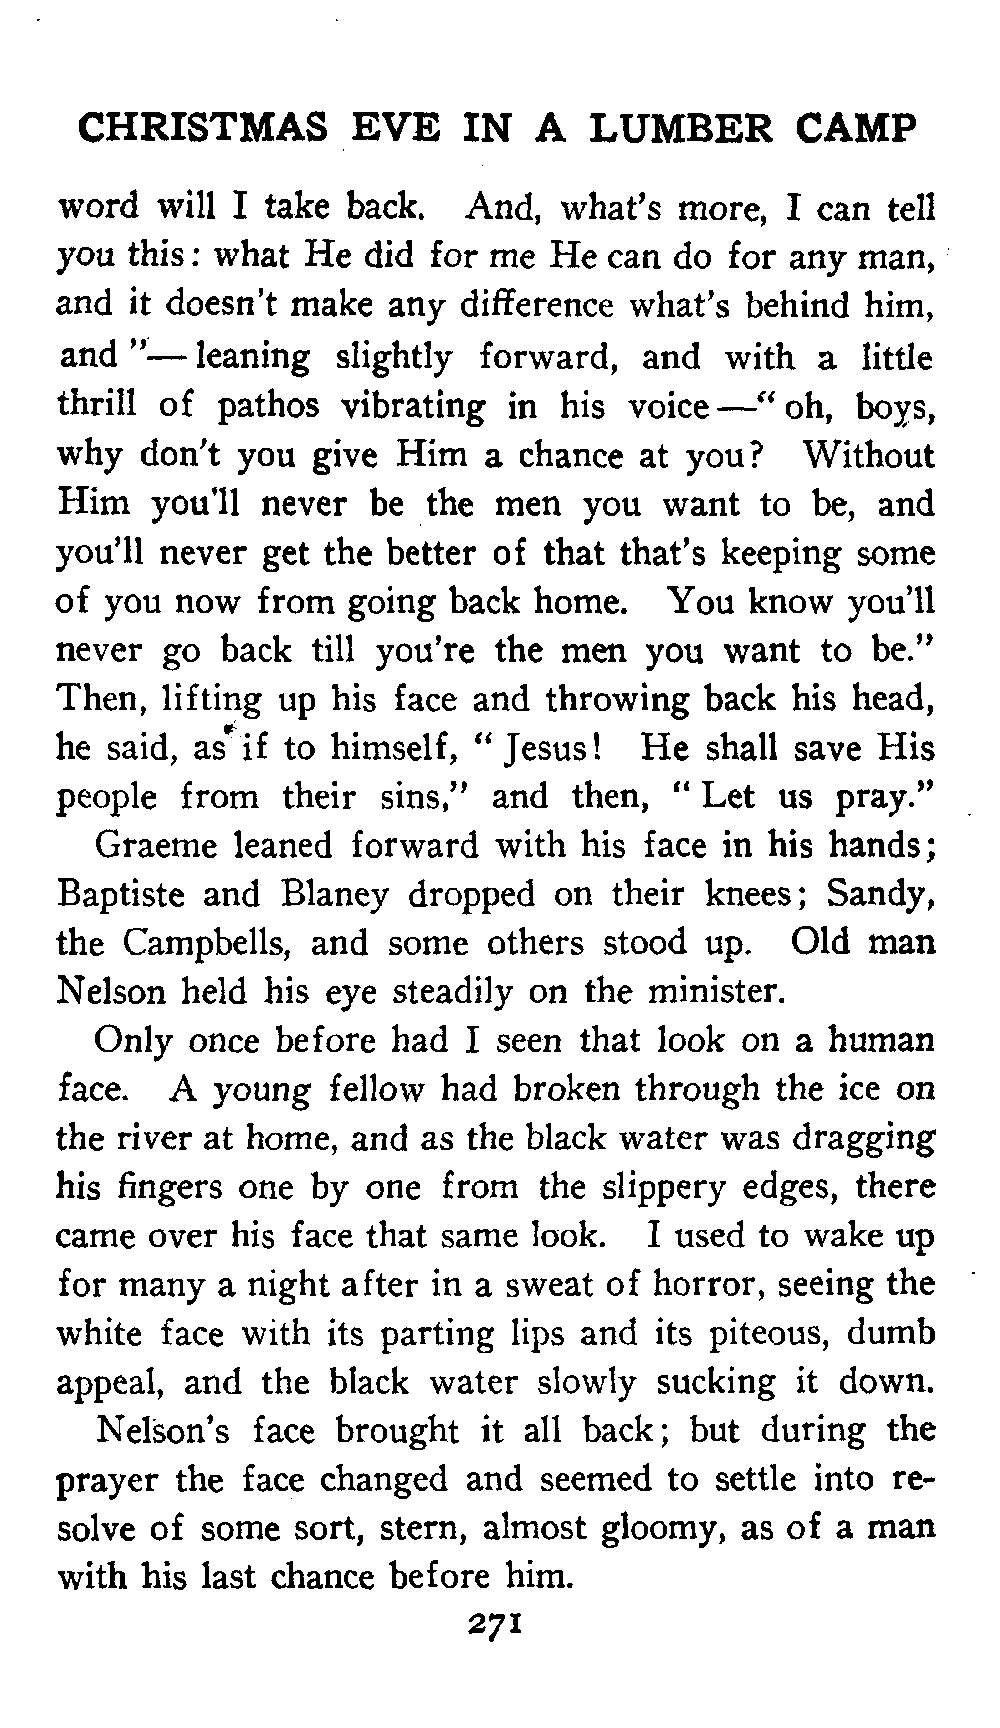 CHRISTMAS EVE IN A LUMBER CAMP
word will I take back. And, what's more, I can tell
you this: what He did for me He can do for any man,
and it doesn't make any difference what's behind him,
and "— leaning slightly forward, and with a little
thrill of pathos vibrating in his voice —" oh, boys,
why don't you give Him a chance at you? Without
Him you'll never be the men you want to be, and
you'll never get the better of that that's keeping some
of you now from going back home. You know you'll
never go back till you're the men you want to be."
Then, lifting up his face and throwing back his head,
he said, as if to himself, " Jesus! He shall save His
people from their sins," and then, " Let us pray."
Graeme leaned forward with his face in his hands;
Baptiste and Blaney dropped on their knees; Sandy,
the Campbells, and some others stood up. Old man
Nelson held his eye steadily on the minister.
Only once before had I seen that look on a human
face. A young fellow had broken through the ice on
the river at home, and as the black water was dragging
his fingers one by one from the slippery edges, there
came over his face that same look. I used to wake up
for many a night after in a sweat of horror, seeing the
white face with its parting lips and its piteous, dumb
appeal, and the black water slowly sucking it down.
Nelson's face brought it all back; but during the
prayer the face changed and seemed to settle into re-
solve of some sort, stern, almost gloomy, as of a man
with his last chance before him.
271